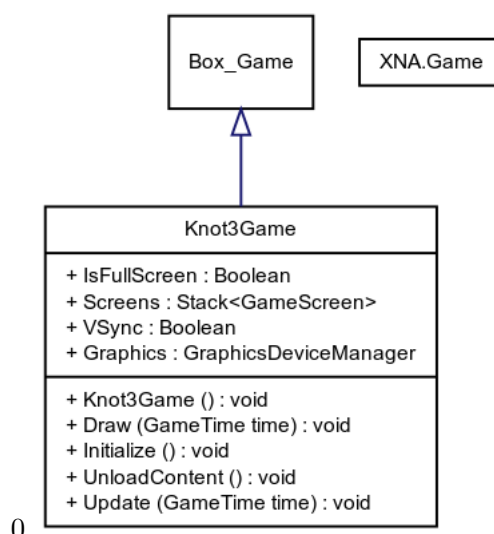 Box_Game
XNA.Game
Knot3Game
+ IsFullScreen : Boolean
+ Screens : Stack<GameScreen>
+ VSync : Boolean
+ Graphics : GraphicsDeviceManager
+ Knot3Game () : void
+ Draw (GameTime time) : void
+ Initialize () : void
+ UnloadContent () : void
+ Update (GameTime time) : void
0